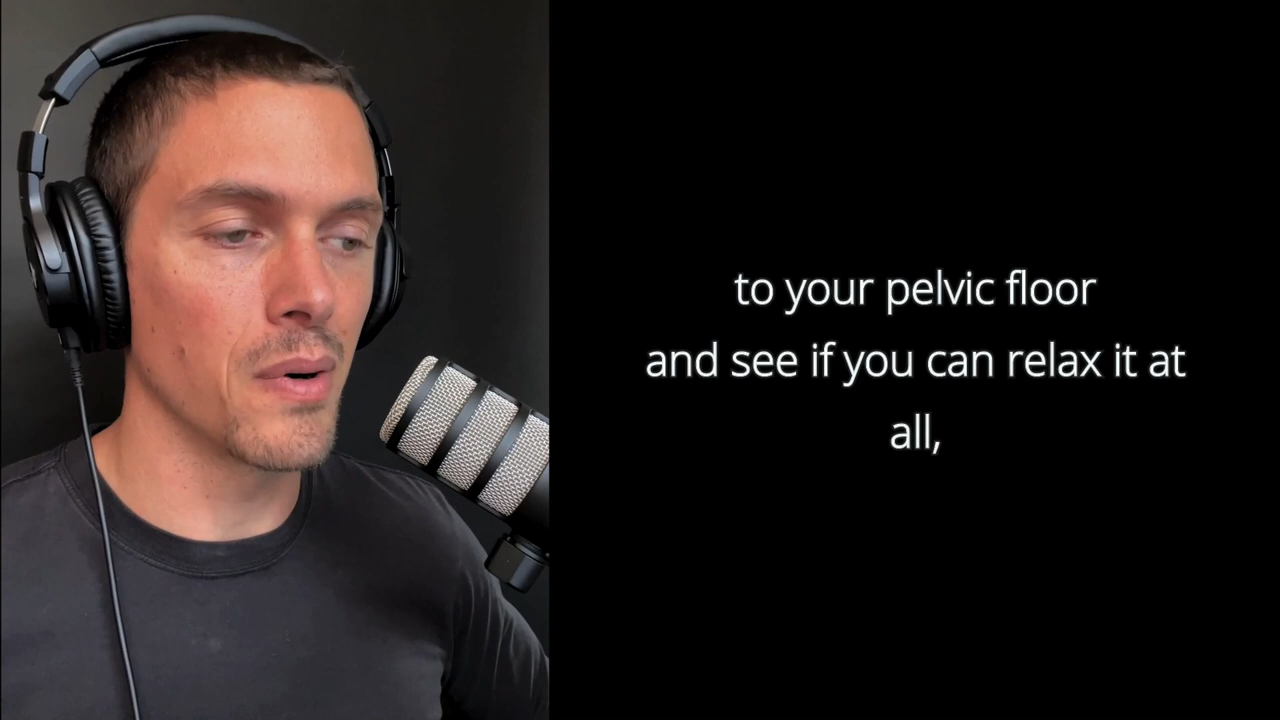 to your pelvic floor
and see if you can relax it at
all,